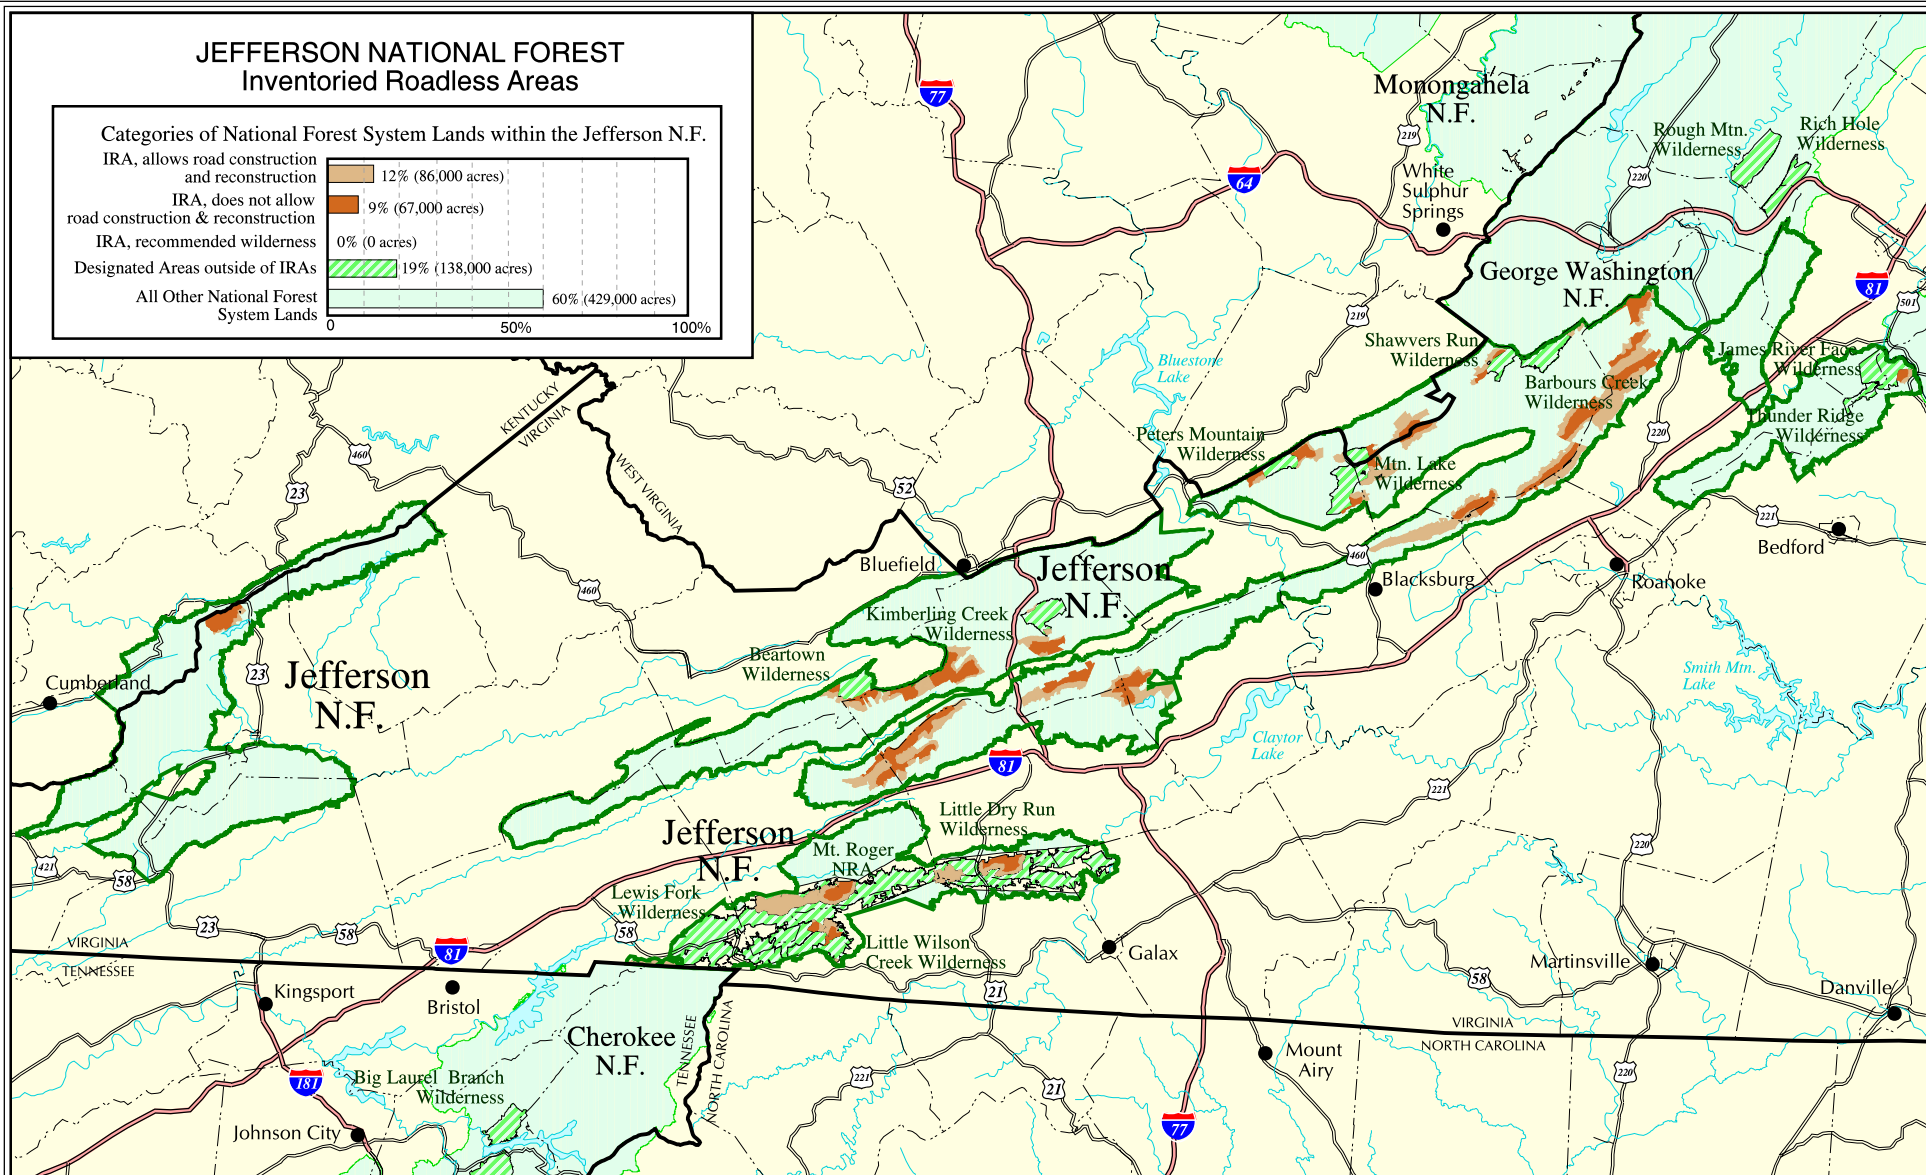 JEFFERSON NATIONAL FOREST
Inventoried Roadless Areas
Categories of National Forest System Lands within the Jefferson N.F.
IRA, allows road construction
and reconstruction
12% (86,000 acres)
IRA, does not allow
road construction & reconstruction
9% (67,000 acres)
IRA, recommended wilderness
0% (0 acres)
Designated Areas outside of IRAs
19% (138,000 acres)
All Other National Forest
System Lands
60% (429,000 acres)
0
50%
100%
77
Monongahela
N.F.
219
Rough Mtn.
Wilderness
Rich Hole
Wilderness
64
White
Sulphur
Springs
220
George Washington
N.F.
81
501
219
Shawvers Run
Wilderness
Bluestone
Lake
James River Face
Wilderness
Barbours Creek
Wilderness
Thunder Ridge
Wilderness
KENTUCKY
VIRGINIA
460
23
WEST VIRGINIA
52
Peters Mountain
Wilderness
Mtn. Lake
Wilderness
220
221
Bedford
460
Bluefield
Jefferson
N.F.
Blacksburg
Roanoke
460
Kimberling Creek
Wilderness
Beartown
Wilderness
23
Cumberland
Jefferson
N.F.
Smith Mtn.
Lake
Claytor
Lake
81
221
Little Dry Run
Wilderness
Jefferson
N.F.
Mt. Roger
NRA
220
421
58
Lewis Fork
Wilderness
23
58
58
81
Little Wilson
Creek Wilderness
Galax
VIRGINIA
TENNESSEE
Martinsville
58
Kingsport
Bristol
21
Danville
Cherokee
N.F.
TENNESSEE
NORTH CAROLINA
VIRGINIA
NORTH CAROLINA
Mount
Airy
181
Big Laurel Branch
Wilderness
221
21
220
Johnson City
77